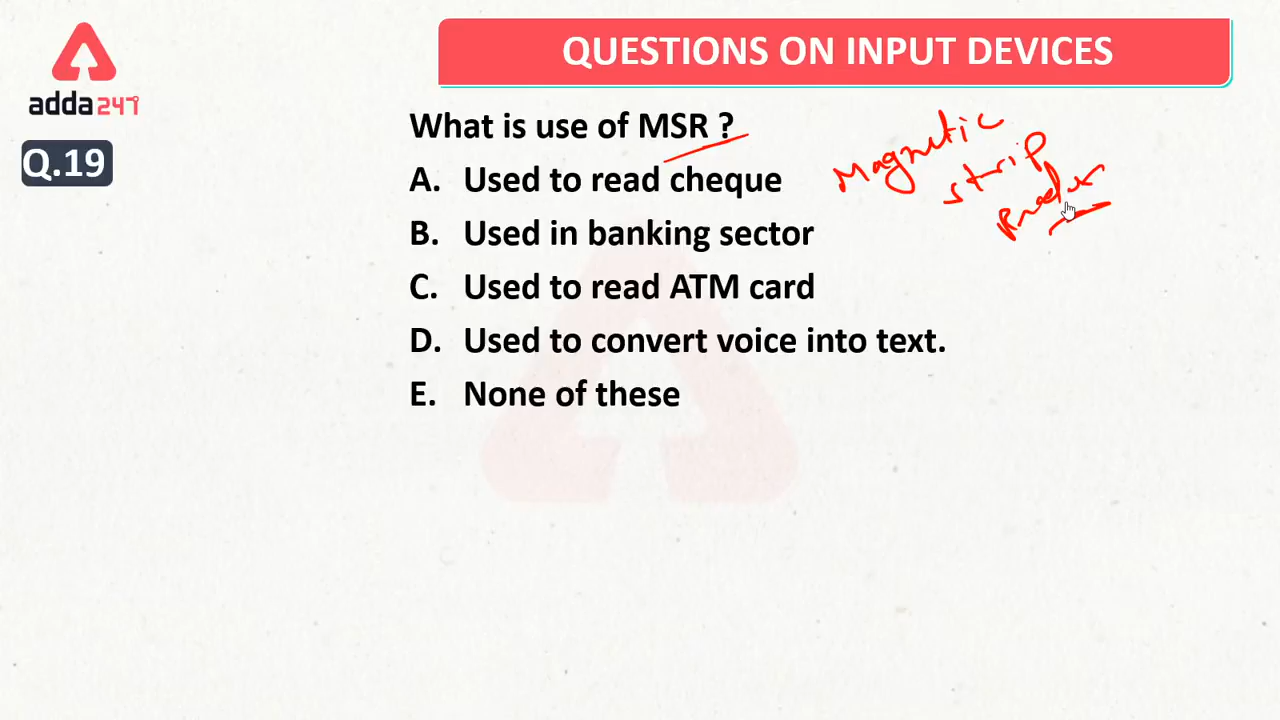 QUESTIONS ON INPUT DEVICES
adda247
Q.19
What is use of MSR ?
A. Used to read cheque
B. Used in banking sector
C. Used to read ATM card
D. Used to convert voice into text.
E. None of these
Magnetic
strip
Reader